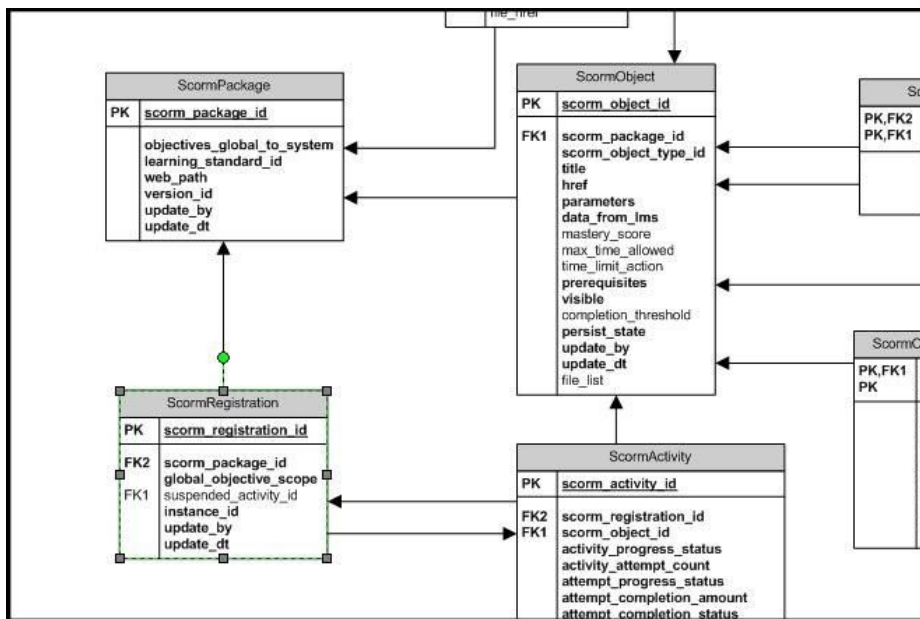 file_href
ScormPackage
PK scorm_package_id
objectives_global_to_system
learning_standard_id
web_path
version_id
update_by
update_dt
ScormObject
PK scorm_object_id
FK1 scorm_package_id
scorm_object_type_id
title
href
parameters
data_from_lms
mastery_score
max_time_allowed
time_limit_action
prerequisites
visible
completion_threshold
persist_state
update_by
update_dt
file_list
Sc
PK,FK2
PK,FK1
ScormO
PK,FK1
PK
ScormRegistration
PK scorm_registration_id
FK2 scorm_package_id
global_objective_scope
FK1 suspended_activity_id
instance_id
update_by
update_dt
ScormActivity
PK scorm_activity_id
FK2 scorm_registration_id
FK1 scorm_object_id
activity_progress_status
activity_attempt_count
attempt_progress_status
attempt_completion_amount
attempt_completion_status